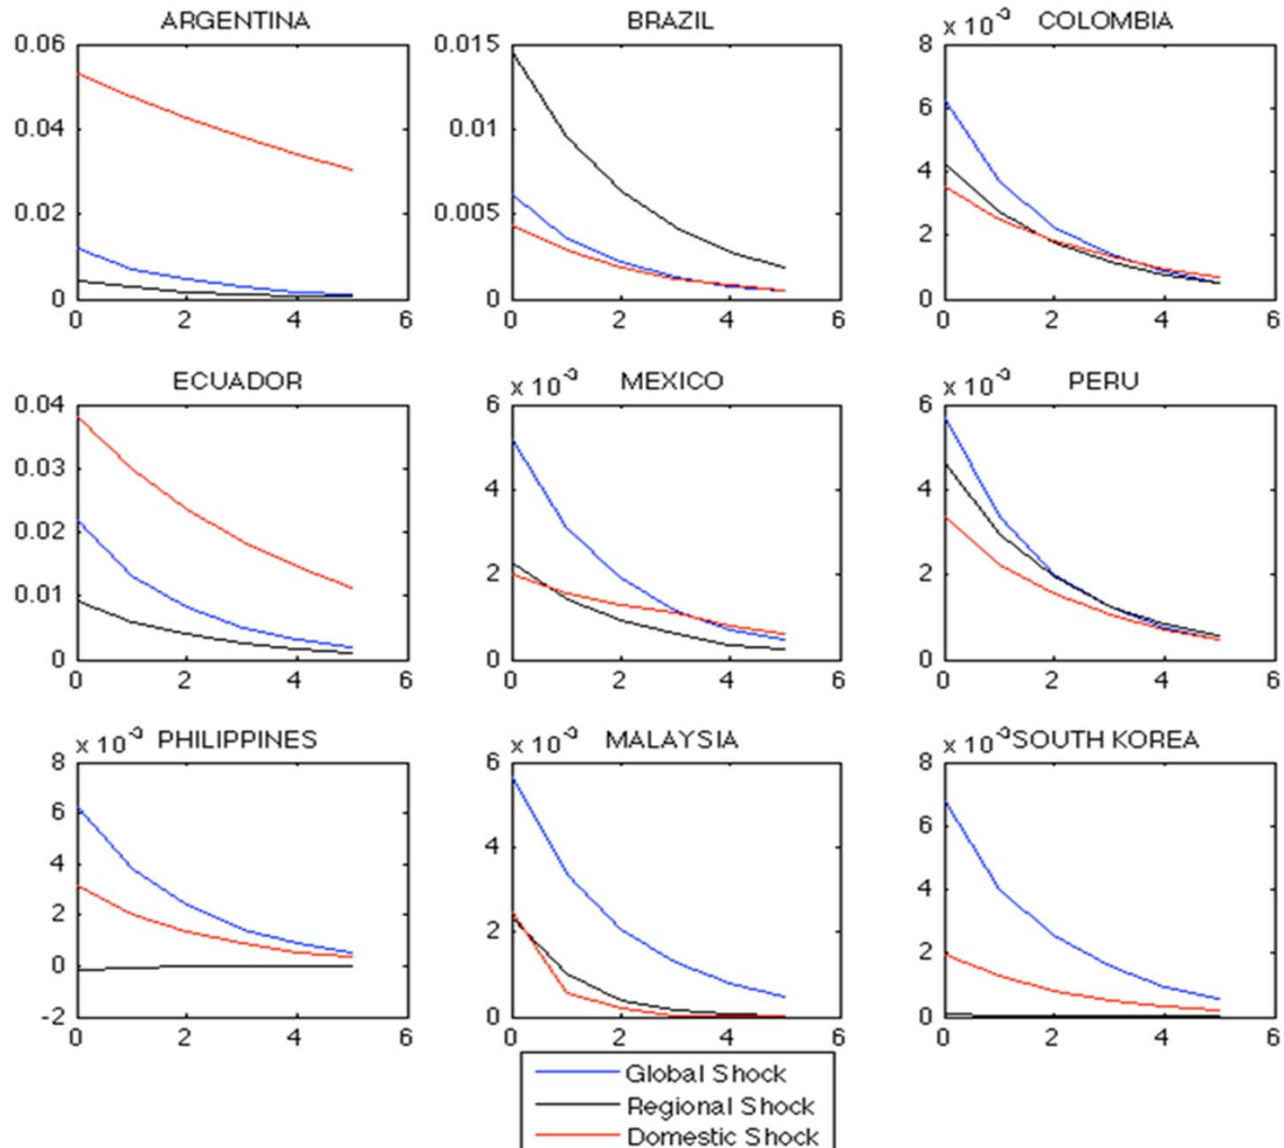 ARGENTINA
0.06
0.04
0.02
0
0 2 4 6
BRAZIL
0.015
0.01
0.005
0
0 2 4 6
x 10⁻³ COLOMBIA
8
6
4
2
0
0 2 4 6
ECUADOR
0.04
0.03
0.02
0.01
0
0 2 4 6
x 10⁻³ MEXICO
6
4
2
0
0 2 4 6
x 10⁻³ PERU
6
4
2
0
0 2 4 6
x 10⁻³ PHILIPPINES
8
6
4
2
0
-2
0 2 4 6
x 10⁻³ MALAYSIA
6
4
2
0
0 2 4 6
x 10⁻³ SOUTH KOREA
8
6
4
2
0
0 2 4 6
Global Shock
Regional Shock
Domestic Shock